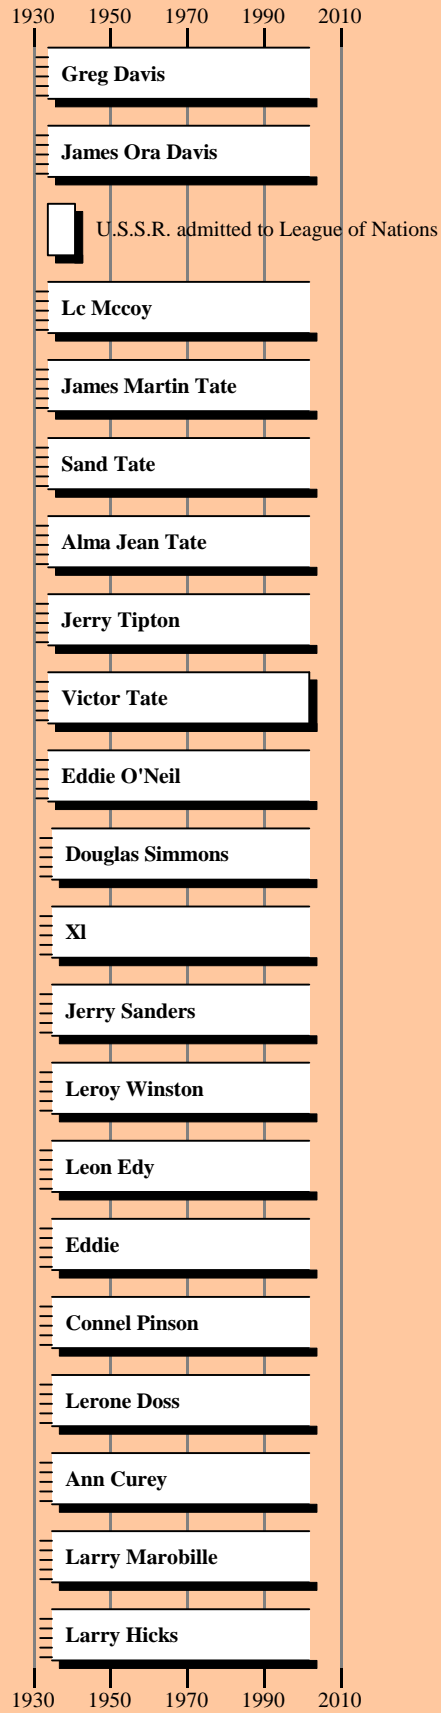 1930 1950 1970 1990 2010
Greg Davis
James Ora Davis
U.S.S.R. admitted to League of Nations
Lc Mccoy
James Martin Tate
Sand Tate
Alma Jean Tate
Jerry Tipton
Victor Tate
Eddie O'Neil
Douglas Simmons
Xl
Jerry Sanders
Leroy Winston
Leon Edy
Eddie
Connel Pinson
Lerone Doss
Ann Curey
Larry Marobille
Larry Hicks
1930 1950 1970 1990 2010